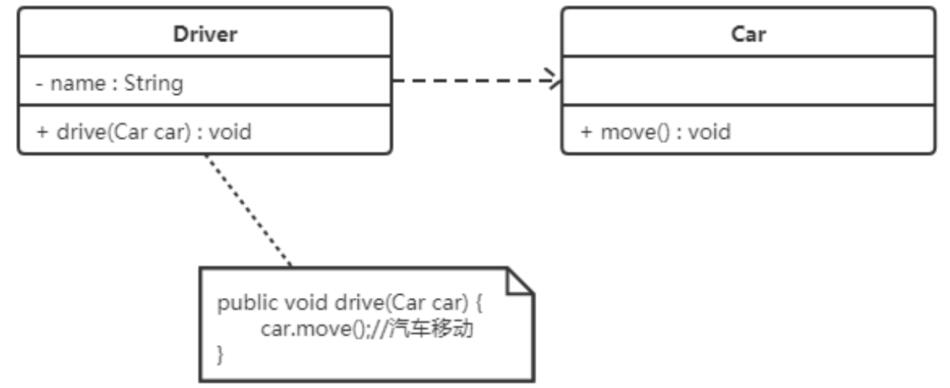 Driver
- name : String
+ drive(Car car) : void
Car
+ move() : void
public void drive(Car car) {
car.move();//汽车移动
}